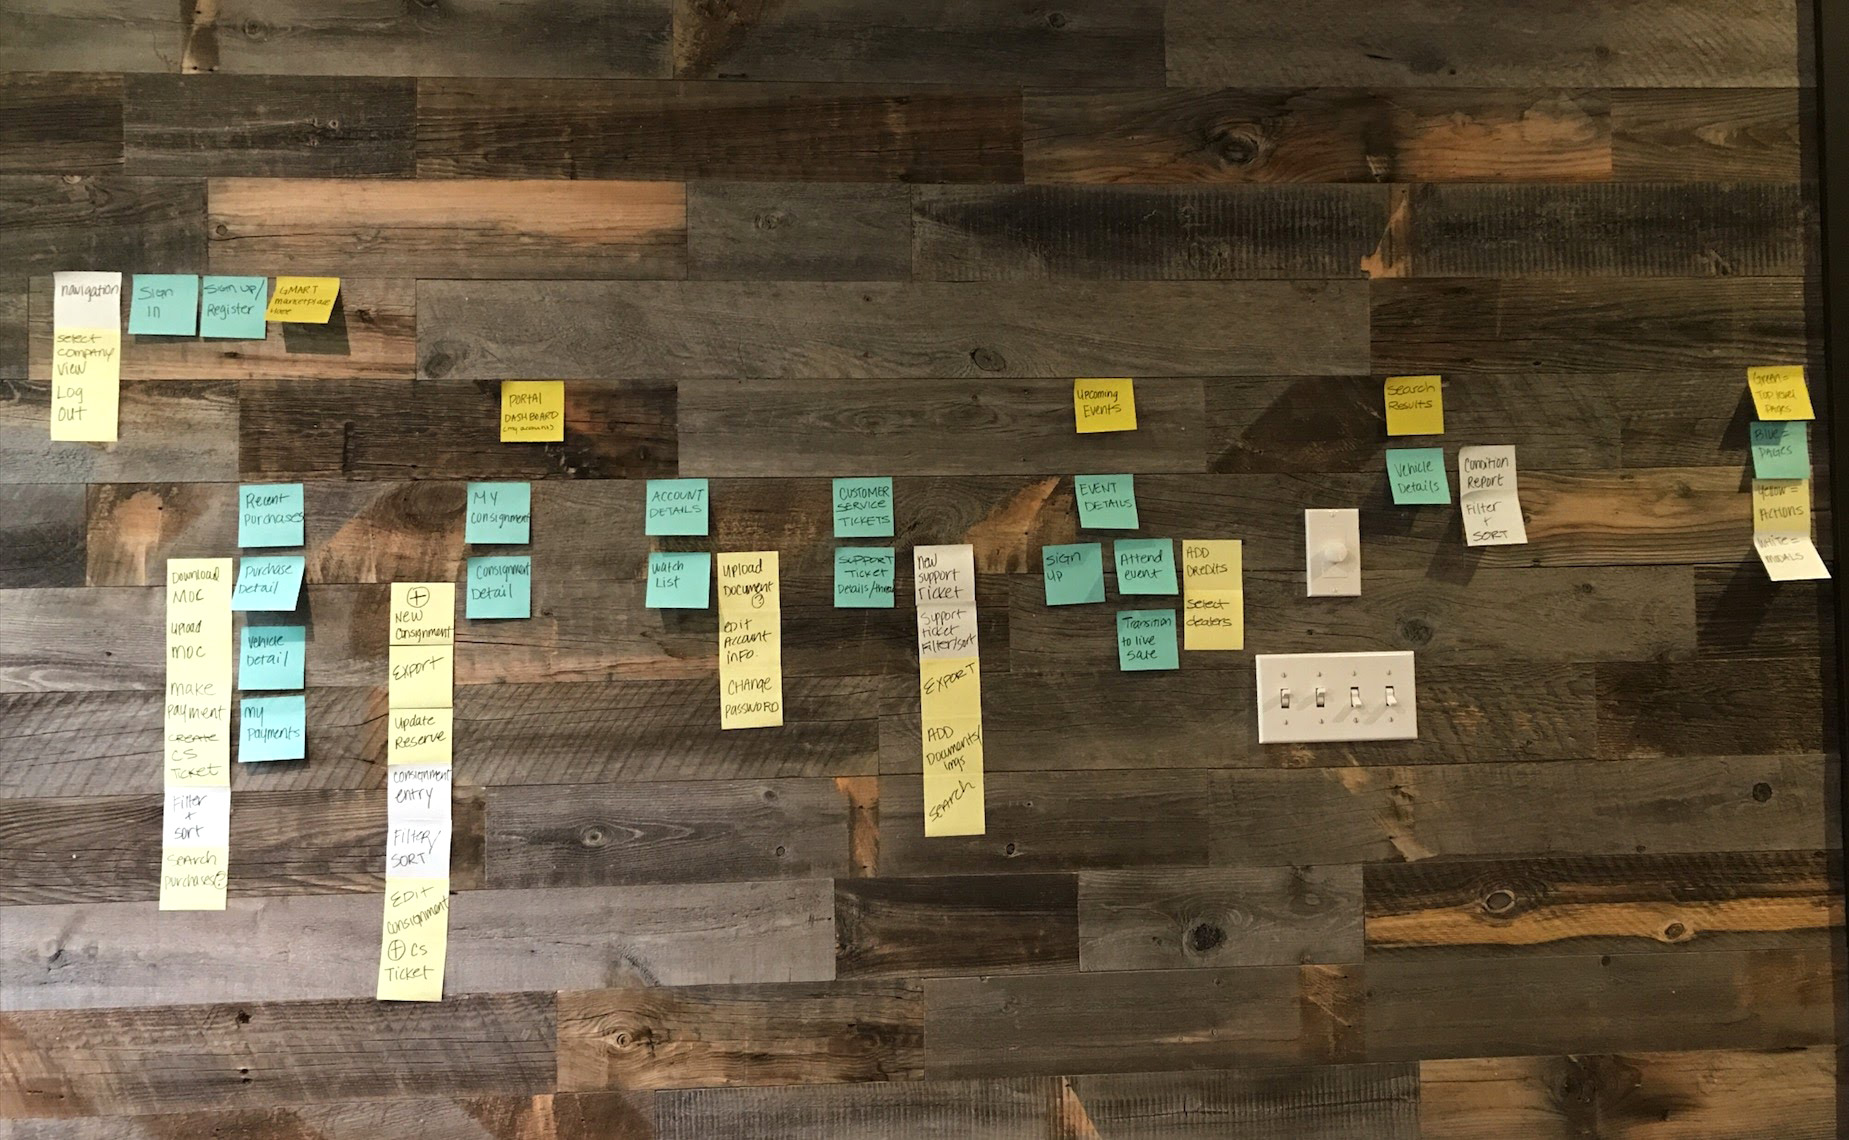 navigation
select
company
view
Log
out
Sign
in
Sign up/
Register
GMART
marketplace
Home
PORTAL
DASHBOARD
(my accounts)
Upcoming
Events
Search
Results
Green =
Top level
pages
Blue =
PAGES
Yellow =
Actions
White =
MODALS
Recent
Purchases
Purchase
Detail
Vehicle
Detail
My
Payments
Download
MOC
upload
MOC
make
payment
create
CS
Ticket
Filter
+
sort
search
purchases?
My
Consignment
Consignment
Detail
+
New
Consignment
Export
update
Reserve
consignment
entry
Filter/
SORT
EDit
consignment
+ CS
Ticket
ACCOUNT
DETAILS
Watch
List
Upload
Document
?
edit
Account
info.
CHANGE
PASSWORD
CUSTOMER
SERVICE
TICKETS
SUPPORT
TICKET
Details/
New
support
Ticket
Support
ticket
Filter/sort
EXPORT
ADD
Documents/
imgs
search
EVENT
DETAILS
Sign
up
Attend
event
Transition
to live
sale
ADD
CREDITS
Select
dealers
Vehicle
Details
Condition
Report
Filter
+
SORT